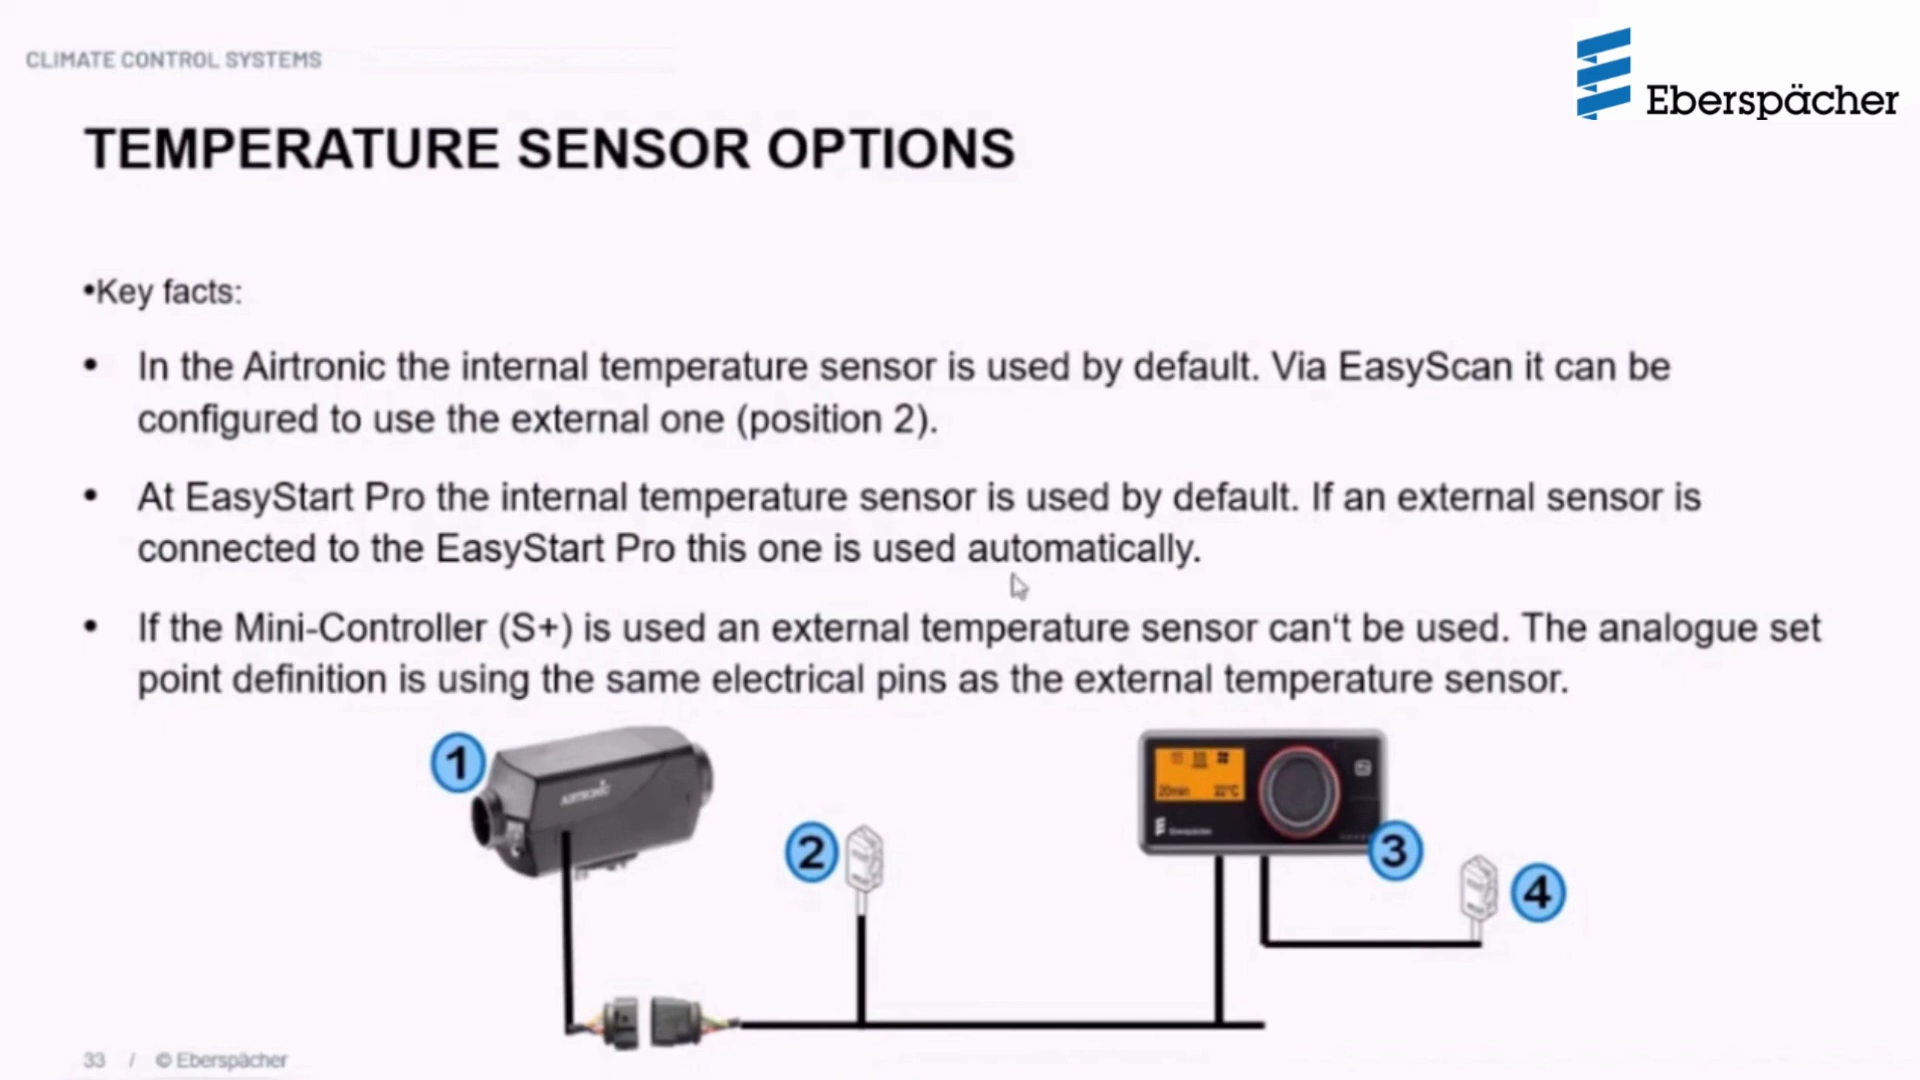 CLIMATE CONTROL SYSTEMS
Eberspächer
TEMPERATURE SENSOR OPTIONS
•Key facts:
• In the Airtronic the internal temperature sensor is used by default. Via EasyScan it can be
configured to use the external one (position 2).
• At EasyStart Pro the internal temperature sensor is used by default. If an external sensor is
connected to the EasyStart Pro this one is used automatically.
• If the Mini-Controller (S+) is used an external temperature sensor can‘t be used. The analogue set
point definition is using the same electrical pins as the external temperature sensor.
1
AIRTRONIC
2
20min 22°C
Eberspächer
3
4
33 / © Eberspächer